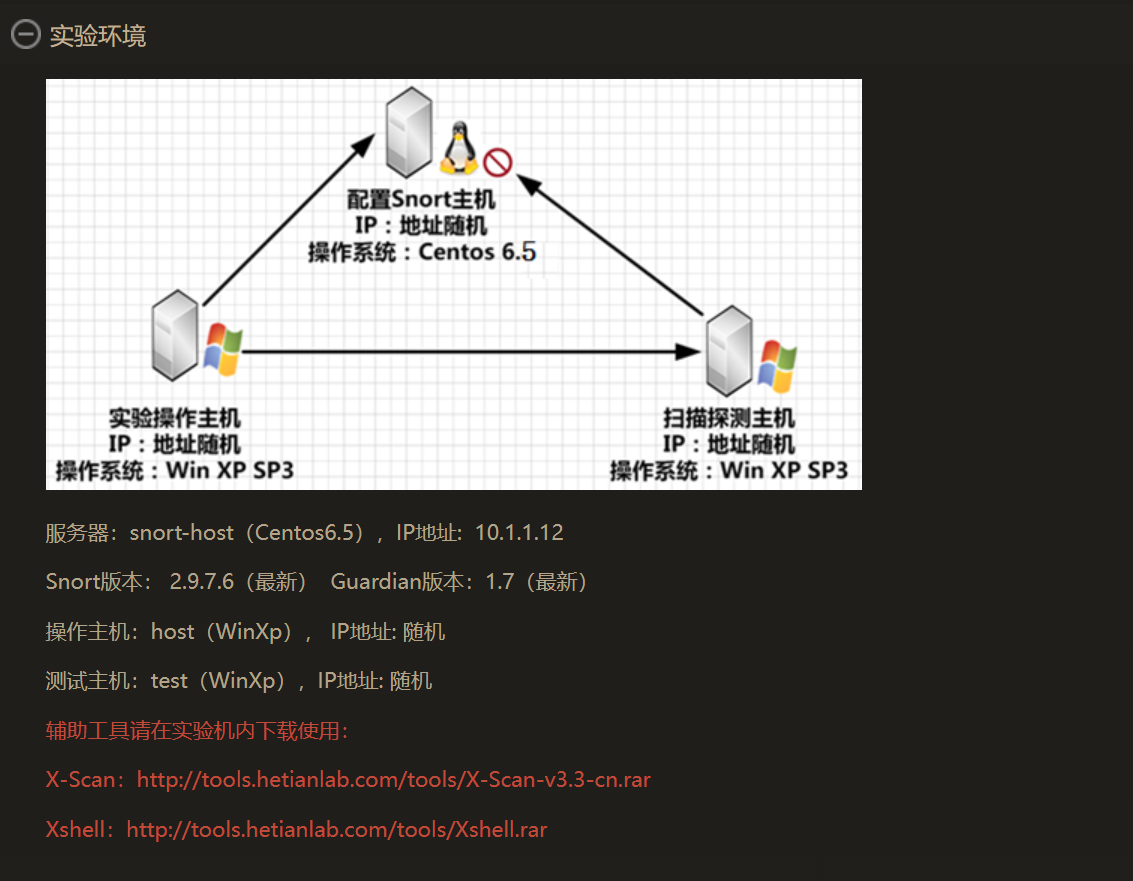 实验环境
配置Snort主机
IP：地址随机
操作系统：Centos 6.5
实验操作主机
IP：地址随机
操作系统：Win XP SP3
扫描探测主机
IP：地址随机
操作系统：Win XP SP3
服务器：snort-host（Centos6.5），IP地址：10.1.1.12
Snort版本： 2.9.7.6（最新） Guardian版本：1.7（最新）
操作主机：host（WinXp）， IP地址: 随机
测试主机：test（WinXp），IP地址: 随机
辅助工具请在实验机内下载使用：
X-Scan：http://tools.hetianlab.com/tools/X-Scan-v3.3-cn.rar
Xshell：http://tools.hetianlab.com/tools/Xshell.rar